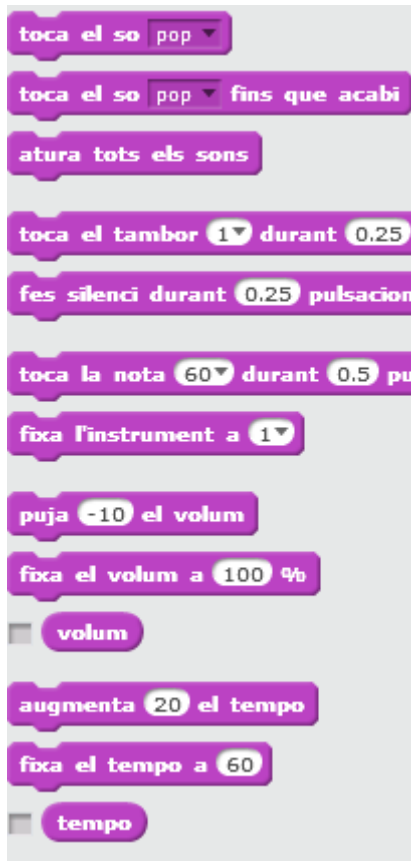 toca el so pop
toca el so pop fins que acabi
atura tots els sons
toca el tambor 1 durant 0.25
fes silenci durant 0.25 pulsacion
toca la nota 60 durant 0.5 pu
fixa l'instrument a 1
puja -10 el volum
fixa el volum a 100 %
volum
augmenta 20 el tempo
fixa el tempo a 60
tempo